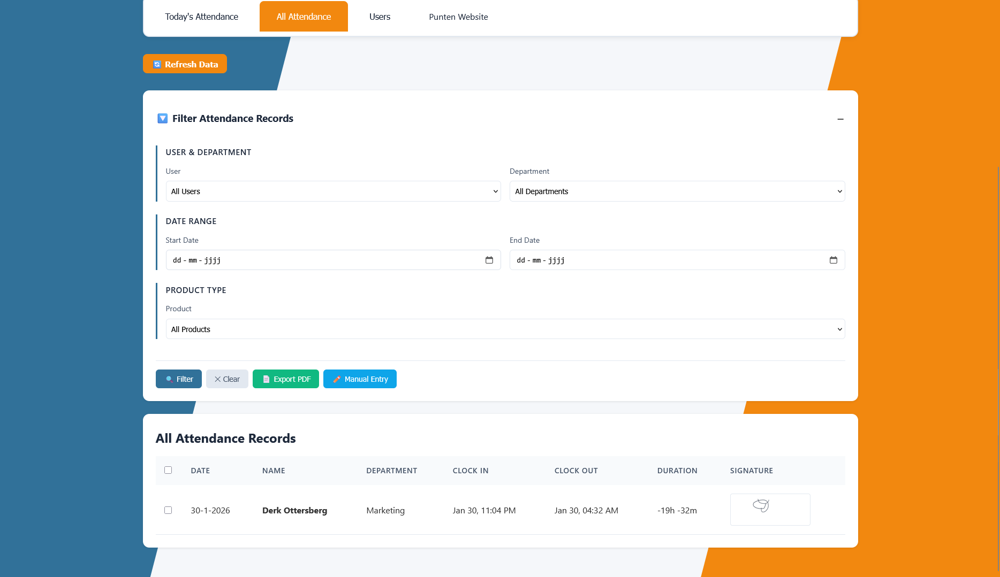 Today's Attendance All Attendance Users Punten Website
Refresh Data
Filter Attendance Records
USER & DEPARTMENT
User Department
All Users All Departments
DATE RANGE
Start Date End Date
dd-mm-jjjj dd-mm-jjjj
PRODUCT TYPE
Product
All Products
Filter Clear Export PDF Manual Entry
All Attendance Records
DATE NAME DEPARTMENT CLOCK IN CLOCK OUT DURATION SIGNATURE
30-1-2026 Derk Ottersberg Marketing Jan 30, 11:04 PM Jan 30, 04:32 AM -19h -32m